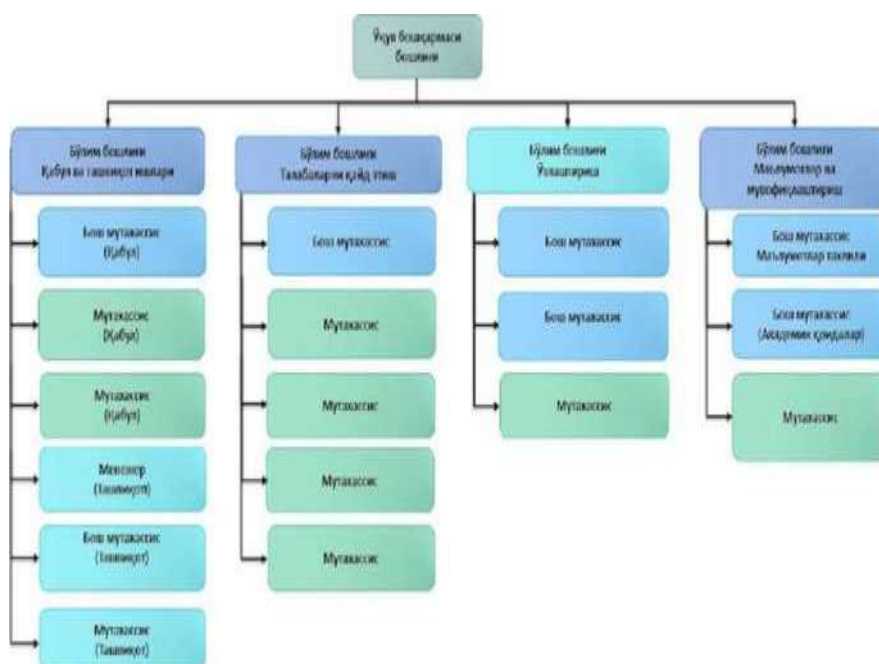 Ўқув бошқармаси
бошлиғи
Бўлим бошлиғи
Қабул ва ташвиқот ишлари
Бош мутахассис
(Қабул)
Мутахассис
(Қабул)
Мутахассис
(Қабул)
Менежер
(Ташвиқот)
Бош мутахассис
(Ташвиқот)
Мутахассис
(Ташвиқот)
Бўлим бошлиғи
Талабаларни қайд этиш
Бош мутахассис
Мутахассис
Мутахассис
Мутахассис
Мутахассис
Бўлим бошлиғи
Ўзлаштириш
Бош мутахассис
Бош мутахассис
Мутахассис
Бўлим бошлиғи
Маълумотлар ва
мувофиқлаштириш
Бош мутахассис
Маълумотлар таҳлили
Бош мутахассис
(Академик қоидалар)
Мутахассис